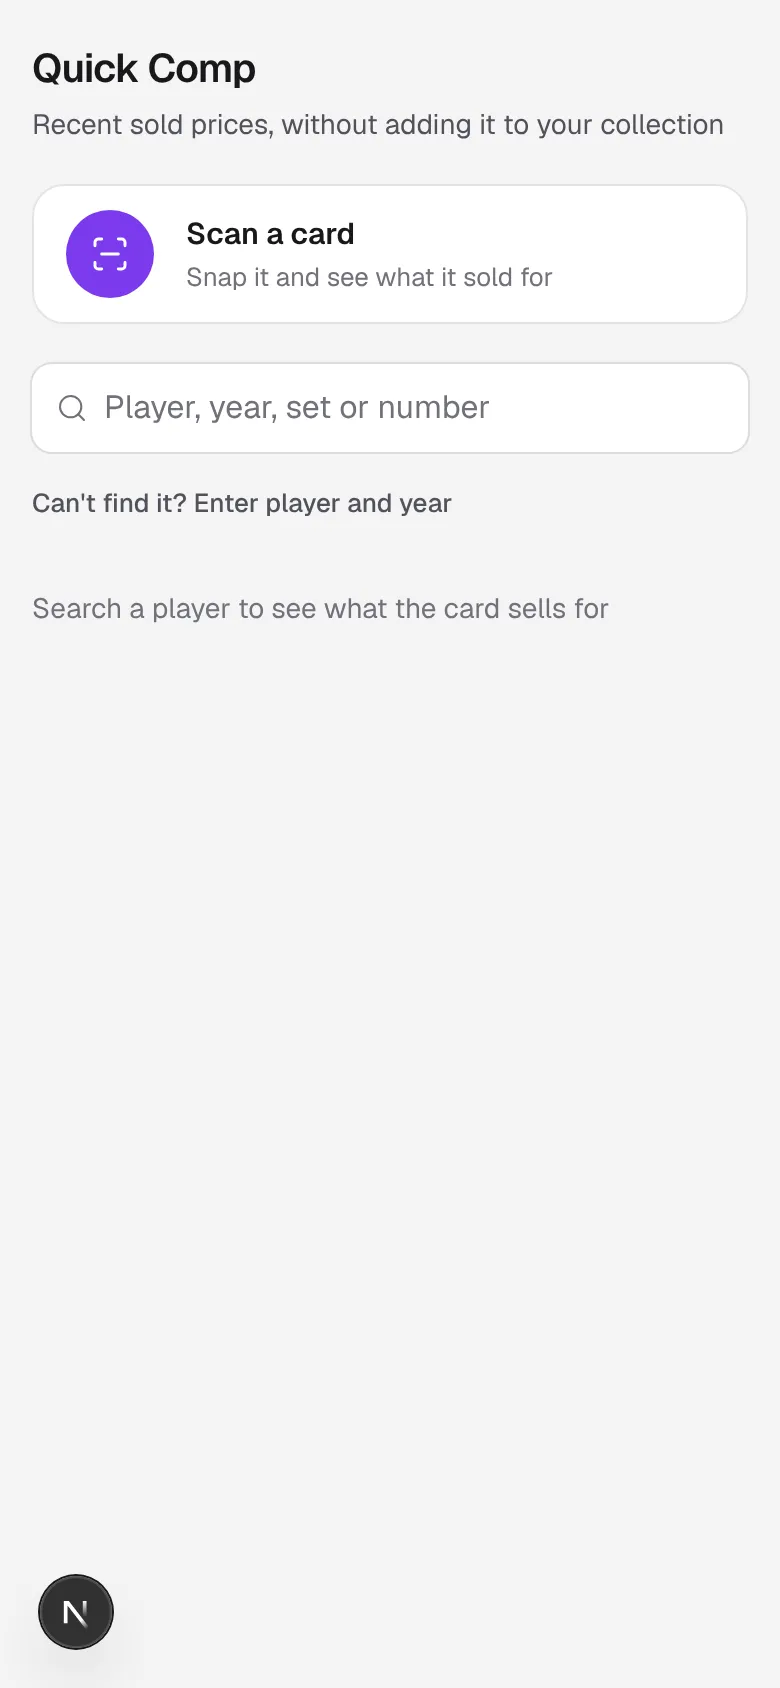 Quick Comp
Recent sold prices, without adding it to your collection
Scan a card
Snap it and see what it sold for
Player, year, set or number
Can't find it? Enter player and year
Search a player to see what the card sells for
N